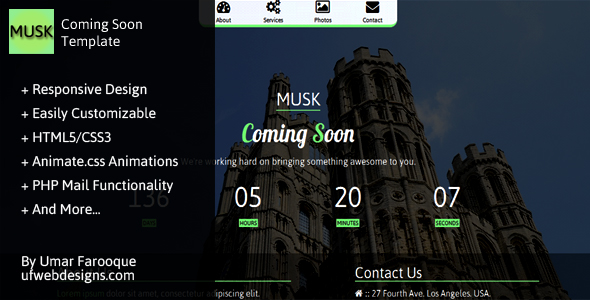 MUSK
Coming Soon
Template
+ Responsive Design
+ Easily Customizable
+ HTML5/CSS3
+ Animate.css Animations
+ PHP Mail Functionality
+ And More...
By Umar Farooque
ufwebdesigns.com
About Services Photos Contact
MUSK
Coming Soon
We're working hard on bringing something awesome to you.
136 05 20 07
DAYS HOURS MINUTES SECONDS
Contact Us
Lorem ipsum dolor sit amet, consectetur adipiscing elit.
:: 27 Fourth Ave. Los Angeles, USA.